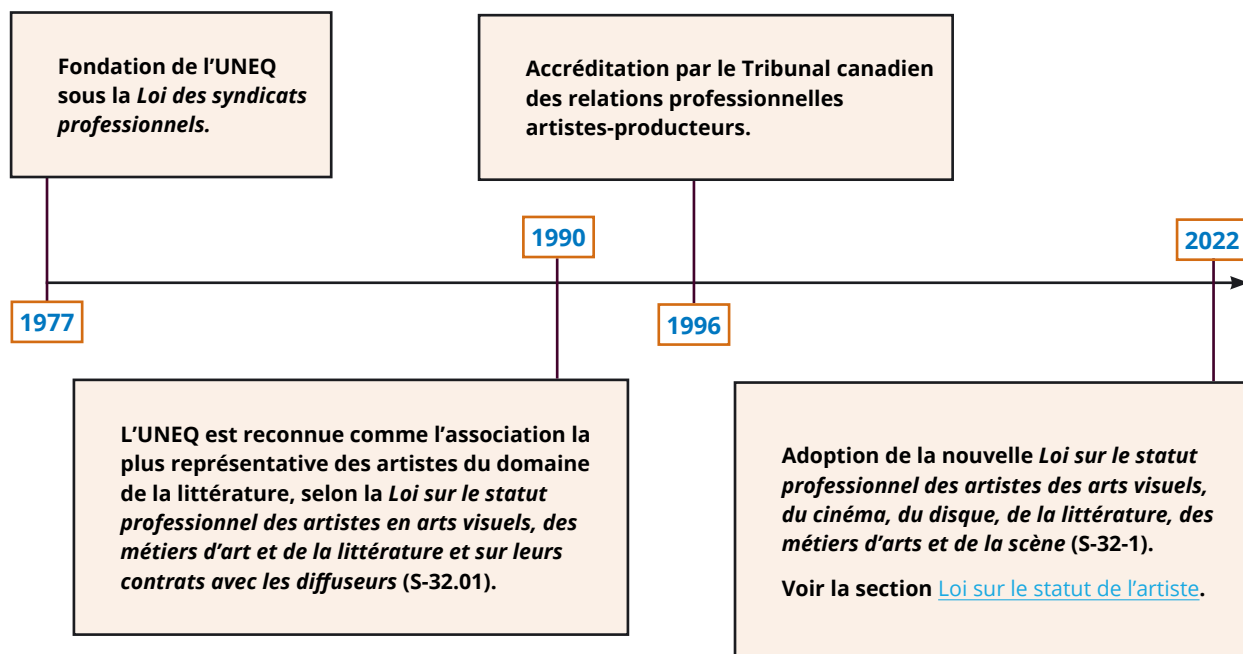 Fondation de l’UNEQ
sous la Loi des syndicats
professionnels.
1977
1990
L’UNEQ est reconnue comme l’association la
plus représentative des artistes du domaine
de la littérature, selon la Loi sur le statut
professionnel des artistes en arts visuels, des
métiers d’art et de la littérature et sur leurs
contrats avec les diffuseurs (S-32.01).
Accréditation par le Tribunal canadien
des relations professionnelles
artistes-producteurs.
1996
2022
Adoption de la nouvelle Loi sur le statut
professionnel des artistes des arts visuels,
du cinéma, du disque, de la littérature, des
métiers d’arts et de la scène (S-32-1).
Voir la section Loi sur le statut de l’artiste.